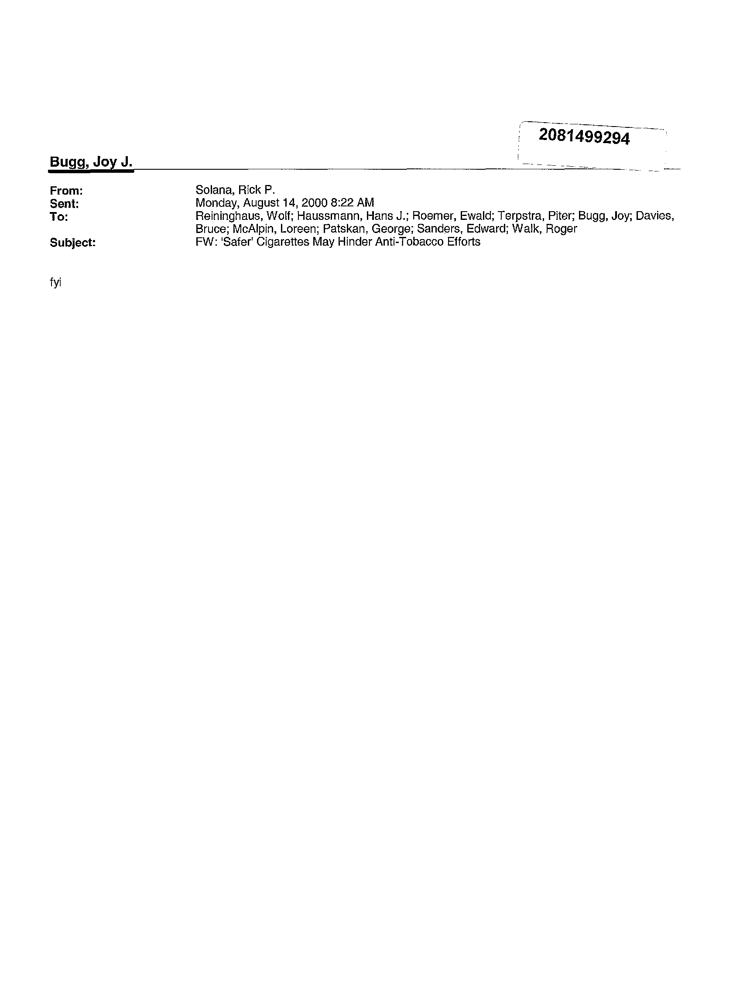 2081499294
Bugg, Joy J.
From: Solana, Rick P.
Sent: Monday, August 14, 2000 8:22 AM
To: Reininghaus, Wolf; Haussmann, Hans J.; Roemer, Ewald; Terpstra, Piter; Bugg, Joy; Davies,
Bruce; McAlpin, Loreen; Patskan, George; Sanders, Edward; Walk, Roger
Subject: FW: 'Safer' Cigarettes May Hinder Anti-Tobacco Efforts
fyi